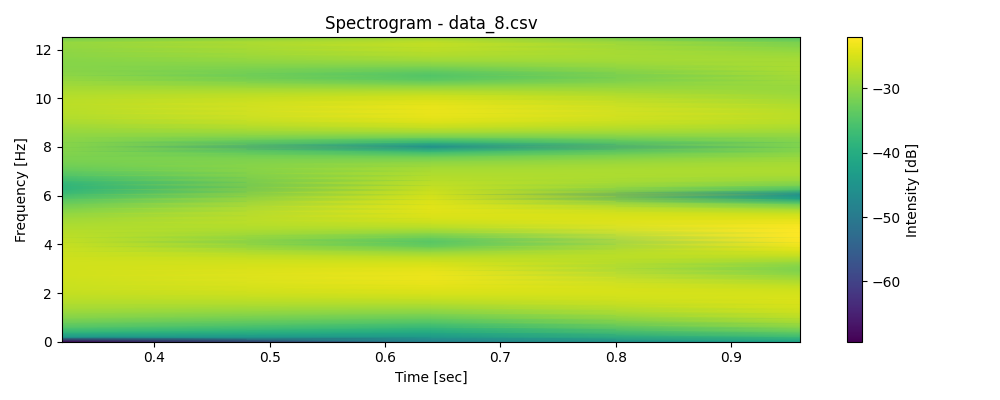 Spectrogram - data_8.csv
12
10
8
6
4
2
0
Frequency [Hz]
0.4 0.5 0.6 0.7 0.8 0.9
Time [sec]
−30
−40
−50
−60
Intensity [dB]